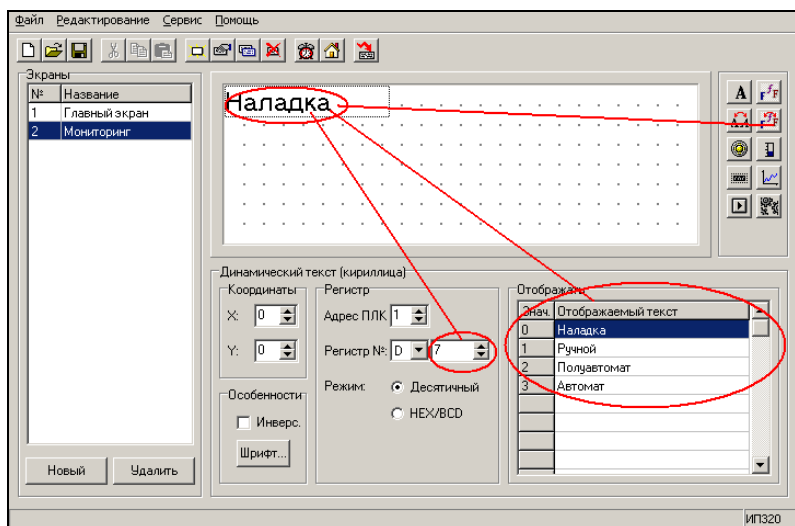 Файл Редактирование Сервис Помощь
Экраны
№ Название
1 Главный экран
2 Мониторинг
Новый Удалить
Наладка
A F F
F F
Динамический текст (кириллица)
Координаты
X: 0
Y: 0
Особенности
Инверс.
Шрифт...
Регистр
Адрес ПЛК 1
Регистр №: D 7
Режим: Десятичный
HEX/BCD
Отображать
Знач. Отображаемый текст
0 Наладка
1 Ручной
2 Полуавтомат
3 Автомат
ИП320